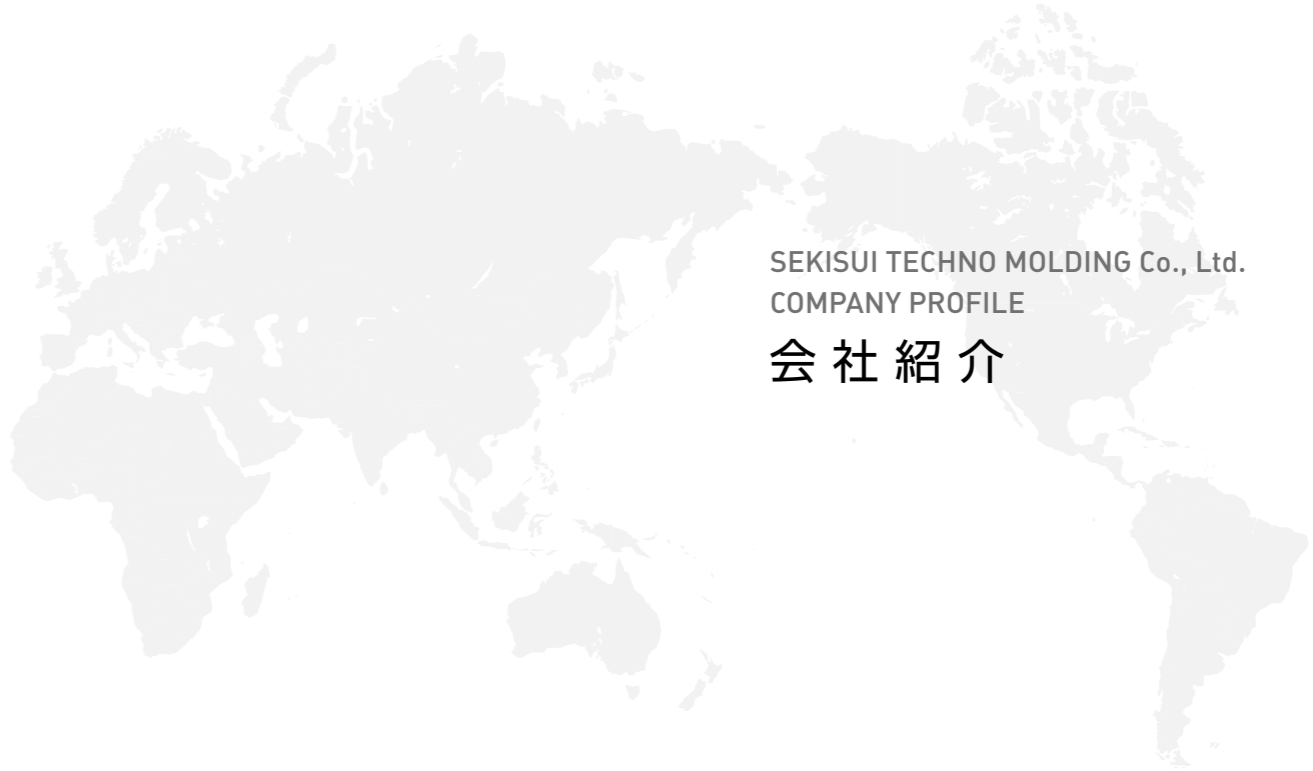 SEKISUI TECHNO MOLDING Co., Ltd.
COMPANY PROFILE
会社紹介